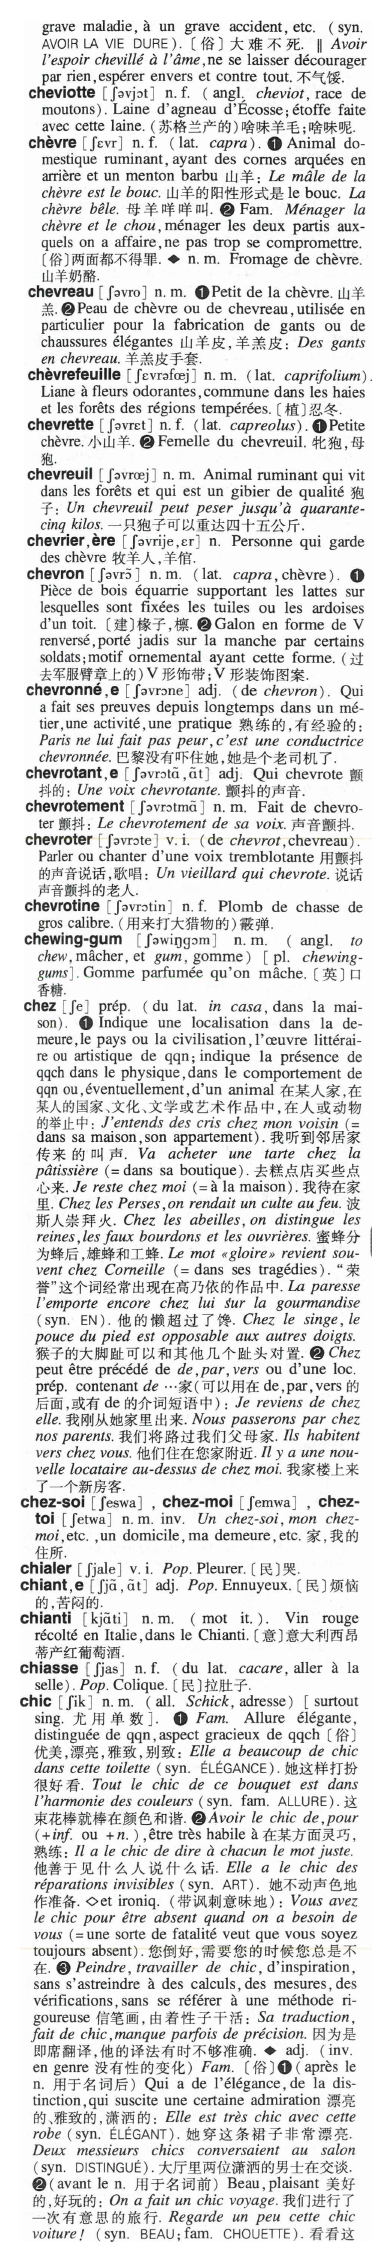 grave maladie, à un grave accident, etc. (syn.
AVOIR LA VIE DURE). 〔俗〕大难不死. ‖ Avoir
l'espoir chevillé à l'âme, ne se laisser décourager
par rien, espérer envers et contre tout. 不气馁.
cheviotte [ʃəvjɔt] n. f. (angl. cheviot, race de
moutons). Laine d'agneau d'Écosse; étoffe faite
avec cette laine. (苏格兰产的)啥味羊毛;啥味呢.
chèvre [ʃɛvr] n. f. (lat. capra). ❶ Animal do-
mestique ruminant, ayant des cornes arquées en
arrière et un menton barbu 山羊: Le mâle de la
chèvre est le bouc. 山羊的阳性形式是 le bouc. La
chèvre bêle. 母羊咩咩叫. ❷ Fam. Ménager la
chèvre et le chou, ménager les deux partis aux-
quels on a affaire, ne pas trop se compromettre.
〔俗〕两面都不得罪. ◆ n. m. Fromage de chèvre.
山羊奶酪.
chevreau [ʃəvro] n. m. ❶ Petit de la chèvre. 山羊
羔. ❷ Peau de chèvre ou de chevreau, utilisée en
particulier pour la fabrication de gants ou de
chaussures élégantes 山羊皮, 羊羔皮: Des gants
en chevreau. 羊羔皮手套.
chèvrefeuille [ʃɛvrəfœj] n. m. (lat. caprifolium).
Liane à fleurs odorantes, commune dans les haies
et les forêts des régions tempérées. 〔植〕忍冬.
chevrette [ʃəvrɛt] n. f. (lat. capreolus). ❶ Petite
chèvre. 小山羊. ❷ Femelle du chevreuil. 牝狍, 母
狍.
chevreuil [ʃəvrœj] n. m. Animal ruminant qui vit
dans les forêts et qui est un gibier de qualité 狍
子: Un chevreuil peut peser jusqu'à quarante-
cinq kilos. 一只狍子可以重达四十五公斤.
chevrier, ère [ʃəvrije, ɛr] n. Personne qui garde
des chèvre 牧羊人, 羊倌.
chevron [ʃəvrɔ̃] n. m. (lat. capra, chèvre). ❶
Pièce de bois équarrie supportant les lattes sur
lesquelles sont fixées les tuiles ou les ardoises
d'un toit. 〔建〕椽子, 檩. ❷ Galon en forme de V
renversé, porté jadis sur la manche par certains
soldats; motif ornemental ayant cette forme. (过
去军服臂章上的) V 形饰带; V 形装饰图案.
chevronné, e [ʃəvrɔne] adj. (de chevron). Qui
a fait ses preuves depuis longtemps dans un mé-
tier, une activité, une pratique 熟练的, 有经验的:
Paris ne lui fait pas peur, c'est une conductrice
chevronnée. 巴黎没有吓住她, 她是个老司机了.
chevrotant, e [ʃəvrɔtɑ̃, ɑ̃t] adj. Qui chevrote 颤
抖的: Une voix chevrotante. 颤抖的声音.
chevrotement [ʃəvrɔtmɑ̃] n. m. Fait de chevro-
ter 颤抖: Le chevrotement de sa voix. 声音颤抖.
chevroter [ʃəvrɔte] v. i. (de chevrot, chevreau).
Parler ou chanter d'une voix tremblotante 用颤抖
的声音说话, 歌唱: Un vieillard qui chevrote. 说话
声音颤抖的老人.
chevrotine [ʃəvrɔtin] n. f. Plomb de chasse de
gros calibre. (用来打大猎物的)霰弹.
chewing-gum [ʃəwiŋgɔm] n. m. ( angl. to
chew, mâcher, et gum, gomme) [ pl. chewing-
gums]. Gomme parfumée qu'on mâche. 〔英〕口
香糖.
chez [ʃe] prép. (du lat. in casa, dans la mai-
son). ❶ Indique une localisation dans la de-
meure, le pays ou la civilisation, l'œuvre littérai-
re ou artistique de qqn; indique la présence de
qqch dans le physique, dans le comportement de
qqn ou, éventuellement, d'un animal 在某人家, 在
某人的国家、文化、文学或艺术作品中, 在人或动物
的举止中: J'entends des cris chez mon voisin (=
dans sa maison, son appartement). 我听到邻居家
传来的叫声. Va acheter une tarte chez la
pâtissière (= dans sa boutique). 去糕点店买些点
心来. Je reste chez moi (= à la maison). 我待在家
里. Chez les Perses, on rendait un culte au feu. 波
斯人崇拜火. Chez les abeilles, on distingue les
reines, les faux bourdons et les ouvrières. 蜜蜂分
为蜂后, 雄蜂和工蜂. Le mot «gloire» revient sou-
vent chez Corneille (= dans ses tragédies). “荣
誉”这个词经常出现在高乃依的作品中. La paresse
l'emporte encore chez lui sur la gourmandise
(syn. EN). 他的懒超过了馋. Chez le singe, le
pouce du pied est opposable aux autres doigts.
猴子的大脚趾可以和其他几个趾头对置. ❷ Chez
peut être précédé de de, par, vers ou d'une loc.
prép. contenant de …家(可以用在 de, par, vers 的
后面, 或有 de 的介词短语中): Je reviens de chez
elle. 我刚从她家里出来. Nous passerons par chez
nos parents. 我们将路过我们父母家. Ils habitent
vers chez vous. 他们住在您家附近. Il y a une nou-
velle locataire au-dessus de chez moi. 我家楼上来
了一个新房客.
chez-soi [ʃeswa] , chez-moi [ʃemwa] , chez-
toi [ʃetwa] n. m. inv. Un chez-soi, mon chez-
moi, etc. , un domicile, ma demeure, etc. 家, 我的
住所.
chialer [ʃjale] v. i. Pop. Pleurer. 〔民〕哭.
chiant, e [ʃjɑ̃, ɑ̃t] adj. Pop. Ennuyeux. 〔民〕烦恼
的, 苦闷的.
chianti [kjɑ̃ti] n. m. ( mot it. ). Vin rouge
récolté en Italie, dans le Chianti. 〔意〕意大利西昂
蒂产红葡萄酒.
chiasse [ʃjas] n. f. (du lat. cacare, aller à la
selle). Pop. Colique. 〔民〕拉肚子.
chic [ʃik] n. m. (all. Schick, adresse) [ surtout
sing. 尤用单数]. ❶ Fam. Allure élégante,
distinguée de qqn, aspect gracieux de qqch 〔俗〕
优美, 漂亮, 雅致, 别致: Elle a beaucoup de chic
dans cette toilette (syn. ÉLÉGANCE). 她这样打扮
很好看. Tout le chic de ce bouquet est dans
l'harmonie des couleurs (syn. fam. ALLURE). 这
束花棒就棒在颜色和谐. ❷ Avoir le chic de, pour
(+ inf. ou + n. ), être très habile à 在某方面灵巧,
熟练: Il a le chic de dire à chacun le mot juste.
他善于见什么人说什么话. Elle a le chic des
réparations invisibles (syn. ART). 她不动声色地
作准备. ◇ et ironiq. (带讽刺意味地): Vous avez
le chic pour être absent quand on a besoin de
vous (= une sorte de fatalité veut que vous soyez
toujours absent). 您倒好, 需要您的时候您总是不
在. ❸ Peindre, travailler de chic, d'inspiration,
sans s'astreindre à des calculs, des mesures, des
vérifications, sans se référer à une méthode ri-
goureuse 信笔画, 由着性子干活: Sa traduction,
fait de chic, manque parfois de précision. 因为是
即席翻译, 他的译法有时不够准确. ◆ adj. (inv.
en genre 没有性的变化) Fam. 〔俗〕❶ (après le
n. 用于名词后) Qui a de l'élégance, de la dis-
tinction, qui suscite une certaine admiration 漂亮
的、雅致的, 潇洒的: Elle est très chic avec cette
robe (syn. ÉLÉGANT). 她穿这条裙子非常漂亮.
Deux messieurs chics conversaient au salon
(syn. DISTINGUÉ). 大厅里两位潇洒的男士在交谈.
❷ (avant le n. 用于名词前) Beau, plaisant 美好
的, 好玩的: On a fait un chic voyage. 我们进行了
一次有意思的旅行. Regarde un peu cette chic
voiture! (syn. BEAU; fam. CHOUETTE). 看看这